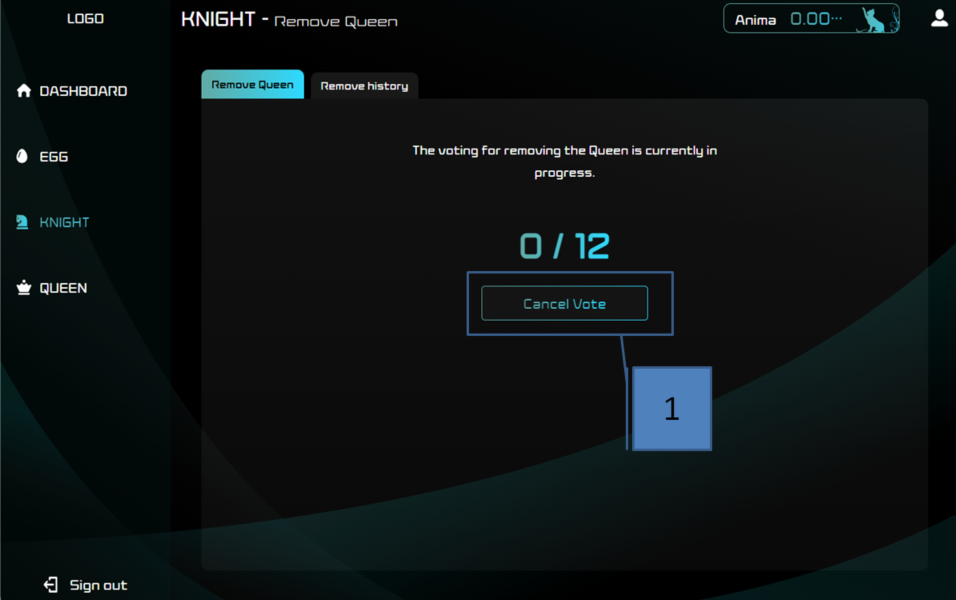 LOGO
KNIGHT - Remove Queen
Anima 0.00···
DASHBOARD
EGG
KNIGHT
QUEEN
Sign out
Remove Queen
Remove history
The voting for removing the Queen is currently in
progress.
0 / 12
Cancel Vote
1